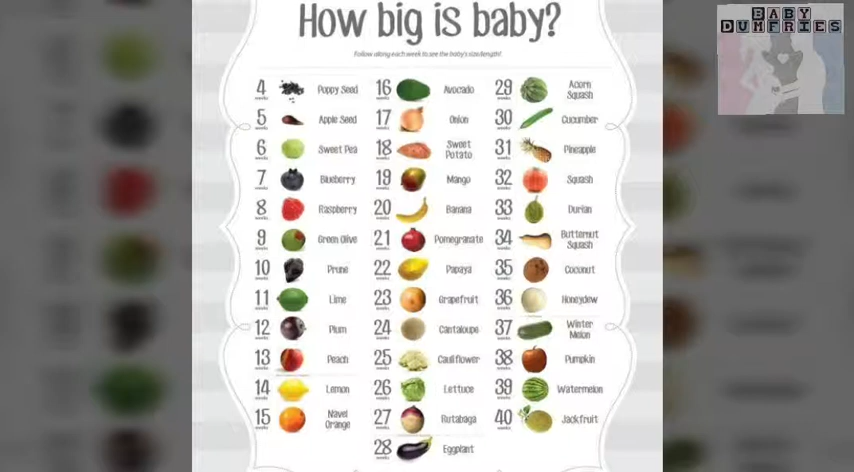 How big is baby?
Follow along each week to see the baby's size/length!
BABY
DUMFRIES
4 weeks Poppy Seed
5 weeks Apple Seed
6 weeks Sweet Pea
7 weeks Blueberry
8 weeks Raspberry
9 weeks Green Olive
10 weeks Prune
11 weeks Lime
12 weeks Plum
13 weeks Peach
14 weeks Lemon
15 weeks Navel
Orange
16 weeks Avocado
17 weeks Onion
18 weeks Sweet
Potato
19 weeks Mango
20 weeks Banana
21 weeks Pomegranate
22 weeks Papaya
23 weeks Grapefruit
24 weeks Cantaloupe
25 weeks Cauliflower
26 weeks Lettuce
27 weeks Rutabaga
28 weeks Eggplant
29 weeks Acorn
Squash
30 weeks Cucumber
31 weeks Pineapple
32 weeks Squash
33 weeks Durian
34 weeks Butternut
Squash
35 weeks Coconut
36 weeks Honeydew
37 weeks Winter
Melon
38 weeks Pumpkin
39 weeks Watermelon
40 weeks Jackfruit